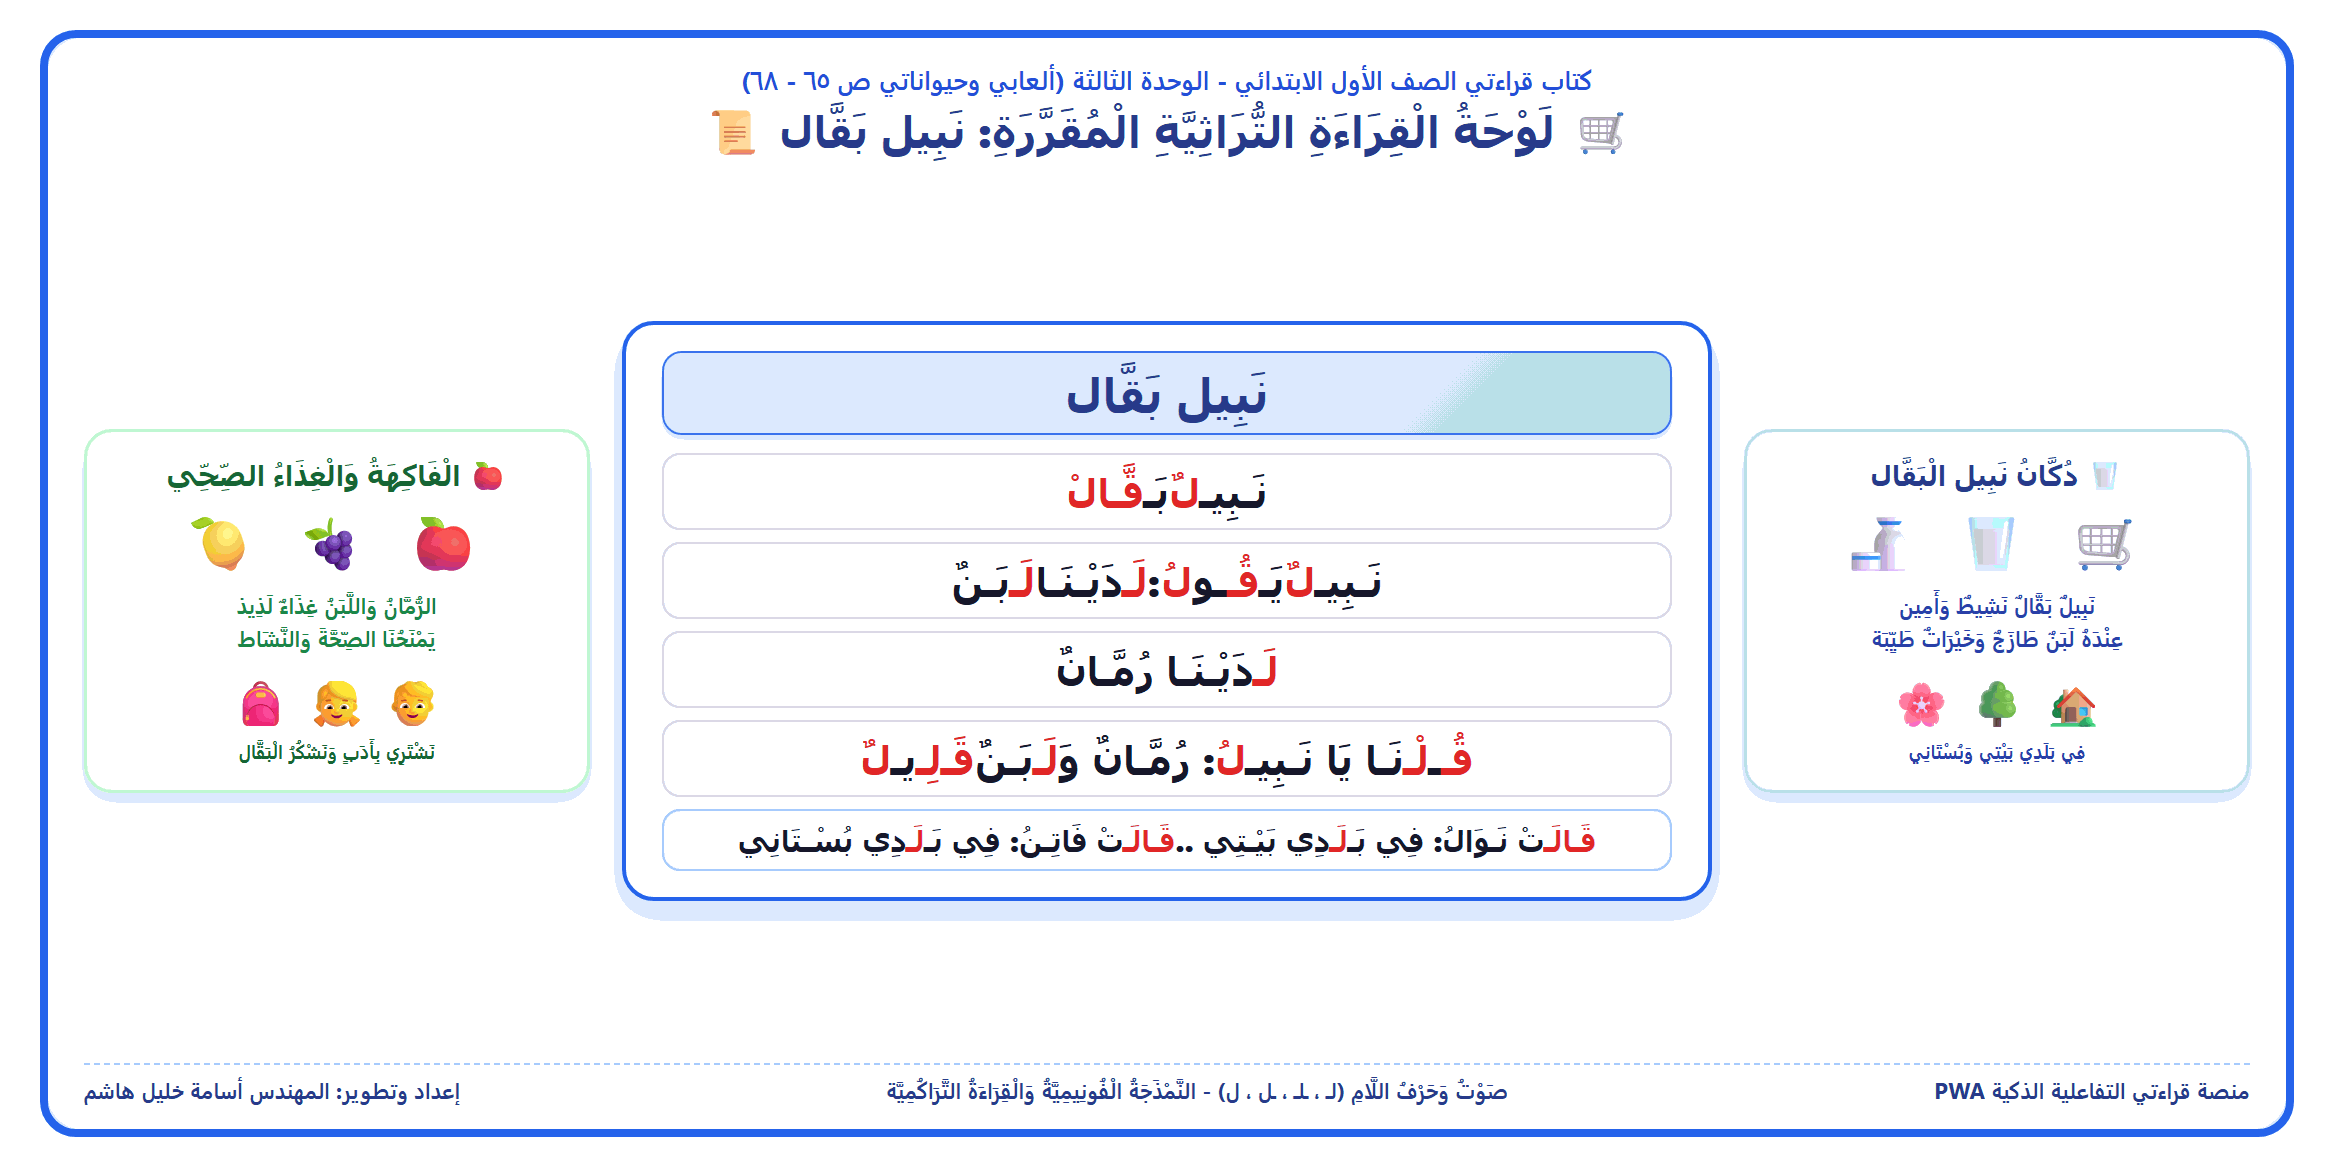 كتاب قراءتي الصف الأول الابتدائي - الوحدة الثالثة (ألعابي وحيواناتي ص ٦٥ - ٦٨)
لَوْحَةُ الْقِرَاءَةِ التُّرَاثِيَّةِ الْمُقَرَّرَةِ: نَبِيل بَقَّال
دُكَّانُ نَبِيل الْبَقَّال
نَبِيلٌ بَقَّالٌ نَشِيطٌ وَأَمِين
عِنْدَهُ لَبَنٌ طَازَجٌ وَخَيْرَاتٌ طَيِّبَة
فِي بَلَدِي بَيْتِي وَبُسْتَانِي
نَبِيل بَقَّال
نَـبِيـلٌبَـقَّـالْ
نَـبِيـلٌيَـقُــولُ:لَـدَيْـنَـالَـبَـنٌ
لَـدَيْـنَـا رُمَّـانٌ
قُــلْـنَـا يَا نَـبِيـلُ: رُمَّـانٌ وَلَـبَـنٌقَـلِـيـلٌ
قَـالَـتْ نَـوَالُ: فِي بَـلَـدِي بَيْـتِي ..قَـالَـتْ فَاتِـنُ: فِي بَـلَـدِي بُسْـتَانِي
الْفَاكِهَةُ وَالْغِذَاءُ الصِّحِّي
الرُّمَّانُ وَاللَّبَنُ غِذَاءٌ لَذِيذ
يَمْنَحُنَا الصِّحَّةَ وَالنَّشَاط
نَشْتَرِي بِأَدَبٍ وَنَشْكُرُ الْبَقَّال
منصة قراءتي التفاعلية الذكية PWA
صَوْتُ وَحَرْفُ اللَّامِ (لـ ، ـلـ ، ـل ، ل) - النَّمْذَجَةُ الْفُونِيمِيَّةُ وَالْقِرَاءَةُ التَّرَاكُمِيَّة
إعداد وتطوير: المهندس أسامة خليل هاشم